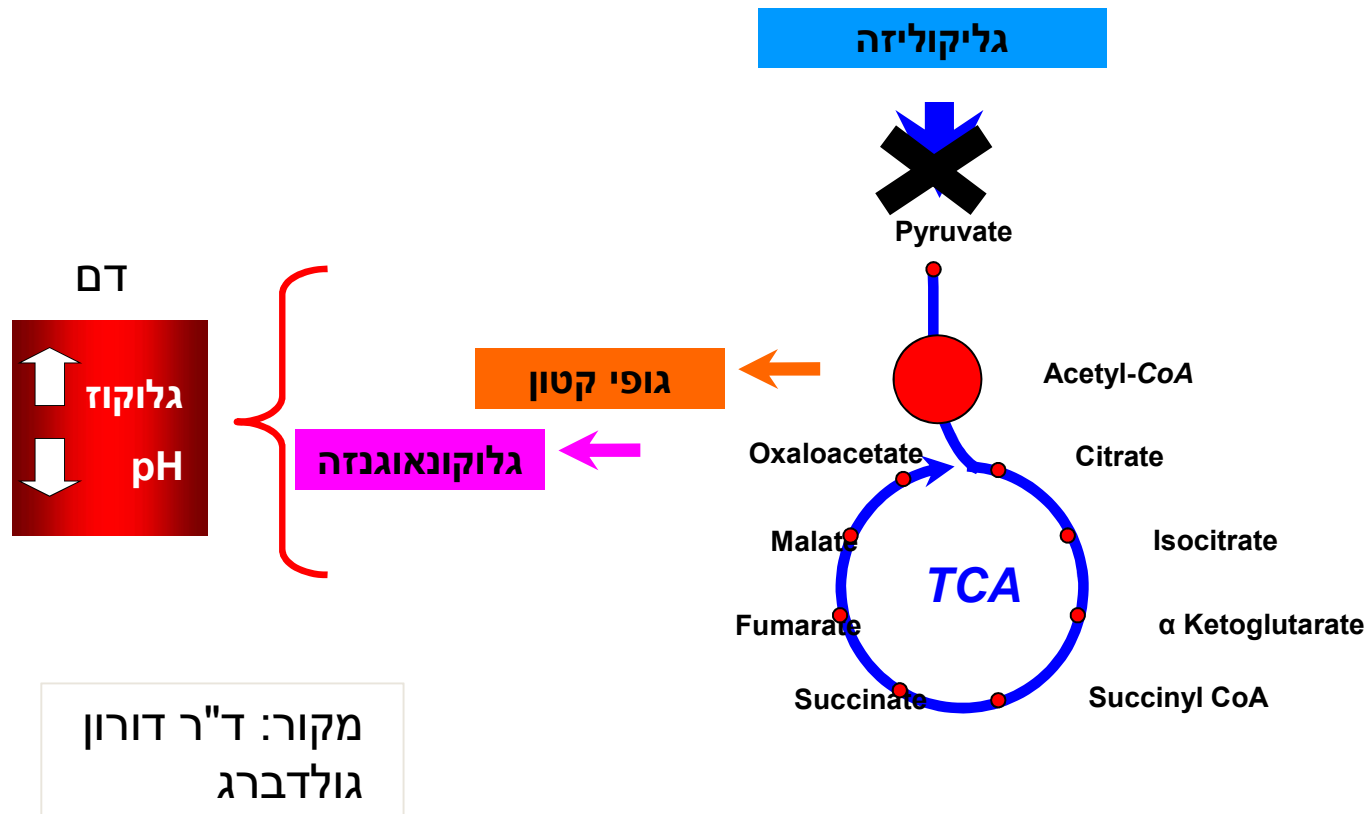 גליקוליזה
Pyruvate
דם
גלוקוז
pH
גופי קטון
גלוקונאוגנזה
Acetyl-CoA
Oxaloacetate
Citrate
Malate
Isocitrate
TCA
Fumarate
α Ketoglutarate
Succinate
Succinyl CoA
מקור: ד"ר דורון
גולדברג